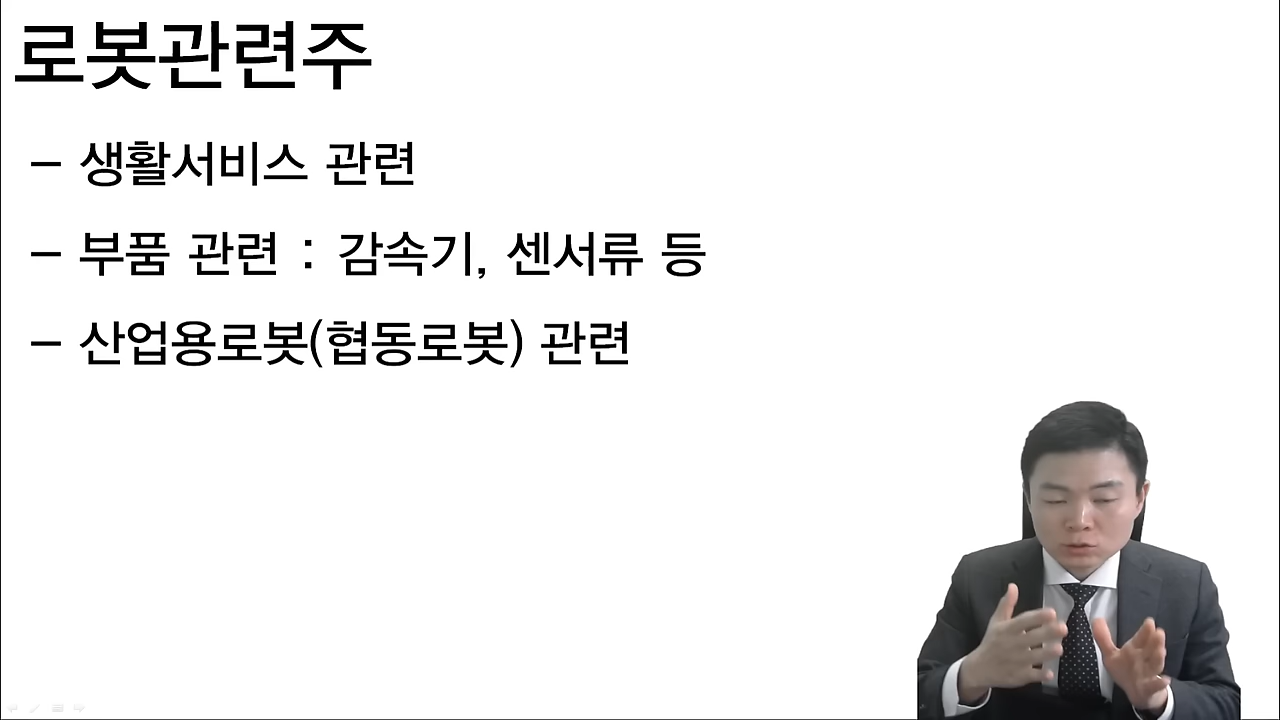 로봇관련주
– 생활서비스 관련
– 부품 관련 : 감속기, 센서류 등
– 산업용로봇(협동로봇) 관련